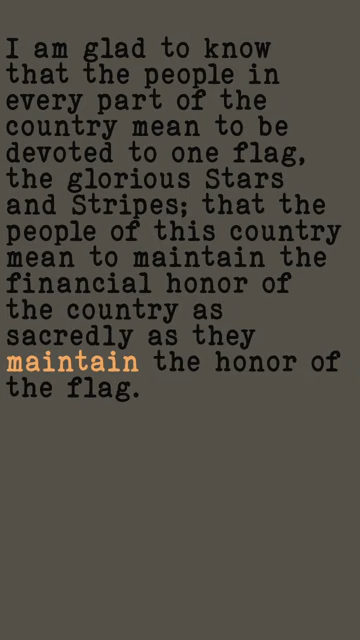 I am glad to know
that the people in
every part of the
country mean to be
devoted to one flag,
the glorious Stars
and Stripes; that the
people of this country
mean to maintain the
financial honor of
the country as
sacredly as they
maintain the honor of
the flag.